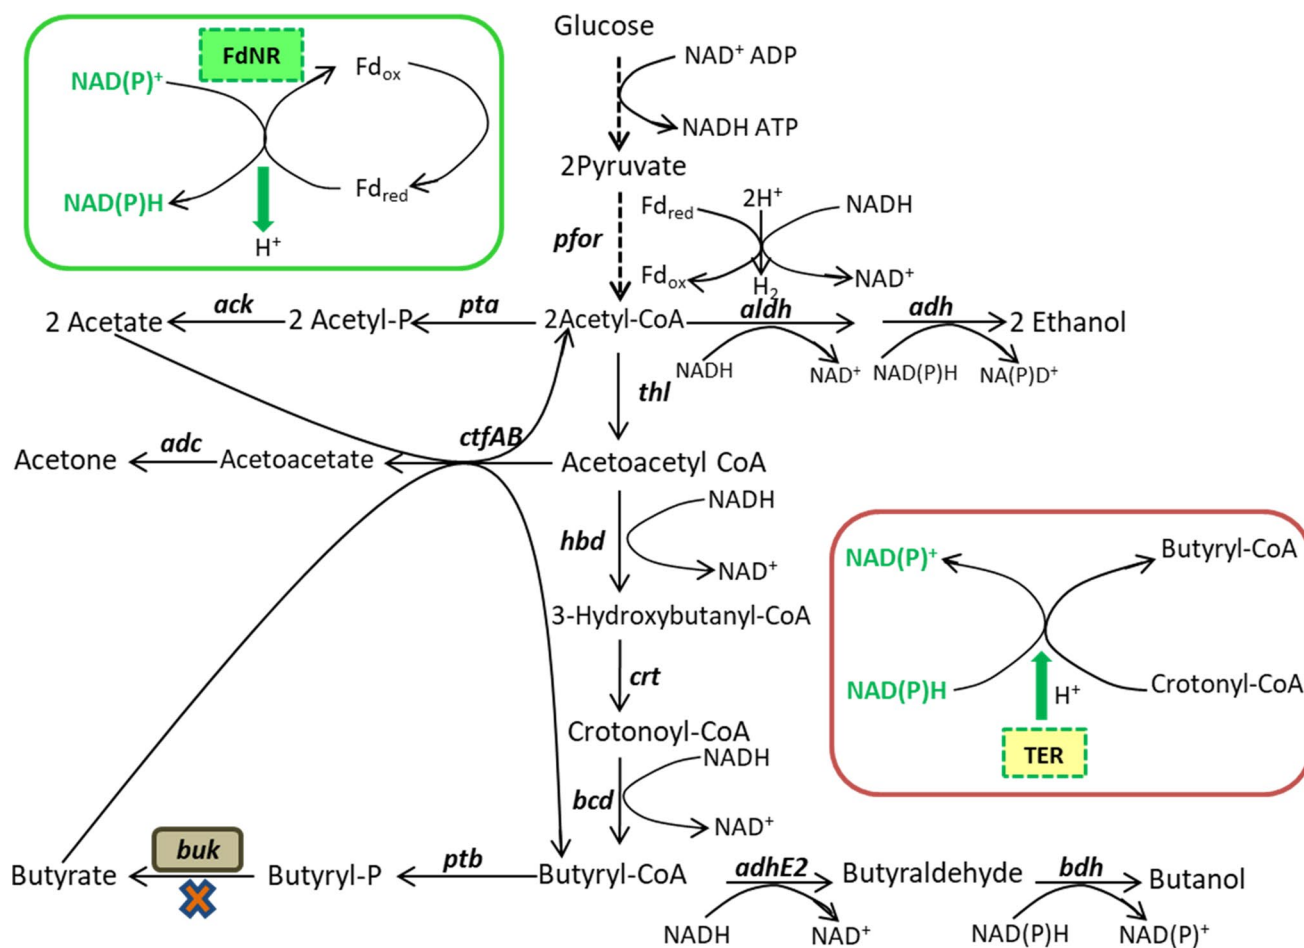 Glucose
NAD⁺ ADP
NADH ATP
2Pyruvate
FdNR
NAD(P)⁺
Fdox
NAD(P)H
Fdred
H⁺
pfor
Fdred
2H⁺
NADH
Fdox
H2
NAD⁺
2 Acetate
ack
2 Acetyl-P
pta
2Acetyl-CoA
aldh
adh
2 Ethanol
NADH
NAD⁺
NAD(P)H
NA(P)D⁺
thl
Acetone
adc
Acetoacetate
ctfAB
Acetoacetyl CoA
NADH
hbd
NAD⁺
3-Hydroxybutanyl-CoA
crt
Crotonoyl-CoA
NADH
bcd
NAD⁺
NAD(P)⁺
Butyryl-CoA
NAD(P)H
H⁺
Crotonyl-CoA
TER
Butyrate
buk
Butyryl-P
ptb
Butyryl-CoA
adhE2
Butyraldehyde
bdh
Butanol
NADH
NAD⁺
NAD(P)H
NAD(P)⁺